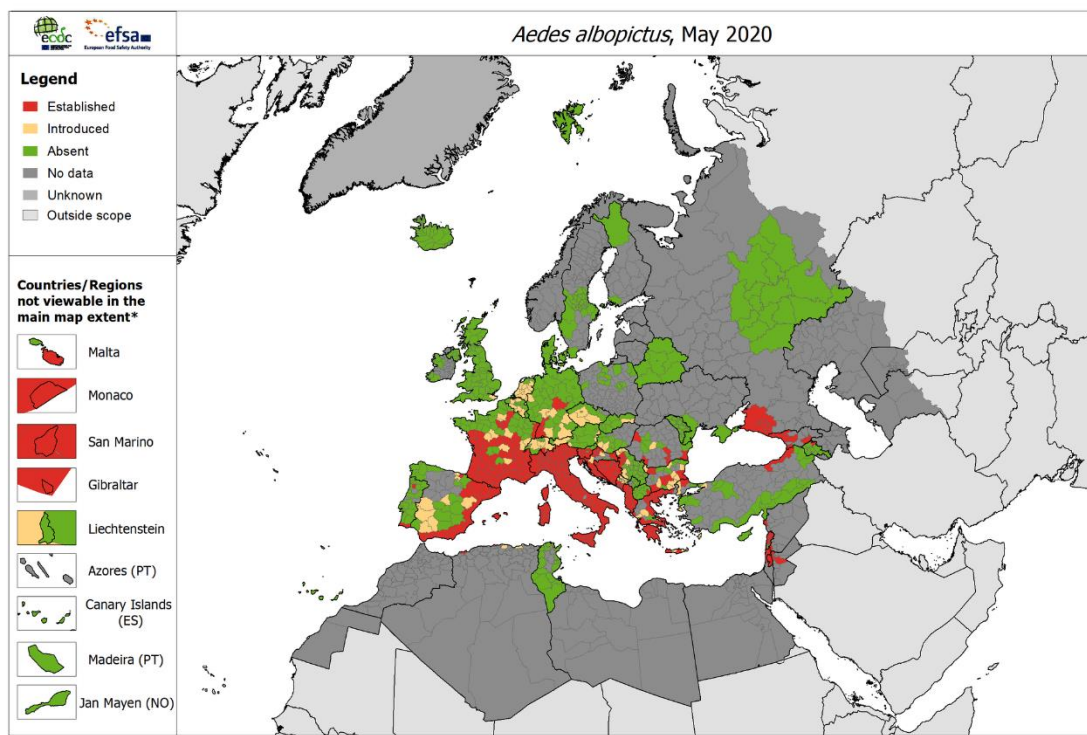 ecdc
efsa
European Food Safety Authority
Aedes albopictus, May 2020
Legend
Established
Introduced
Absent
No data
Unknown
Outside scope
Countries/Regions
not viewable in the
main map extent*
Malta
Monaco
San Marino
Gibraltar
Liechtenstein
Azores (PT)
Canary Islands
(ES)
Madeira (PT)
Jan Mayen (NO)